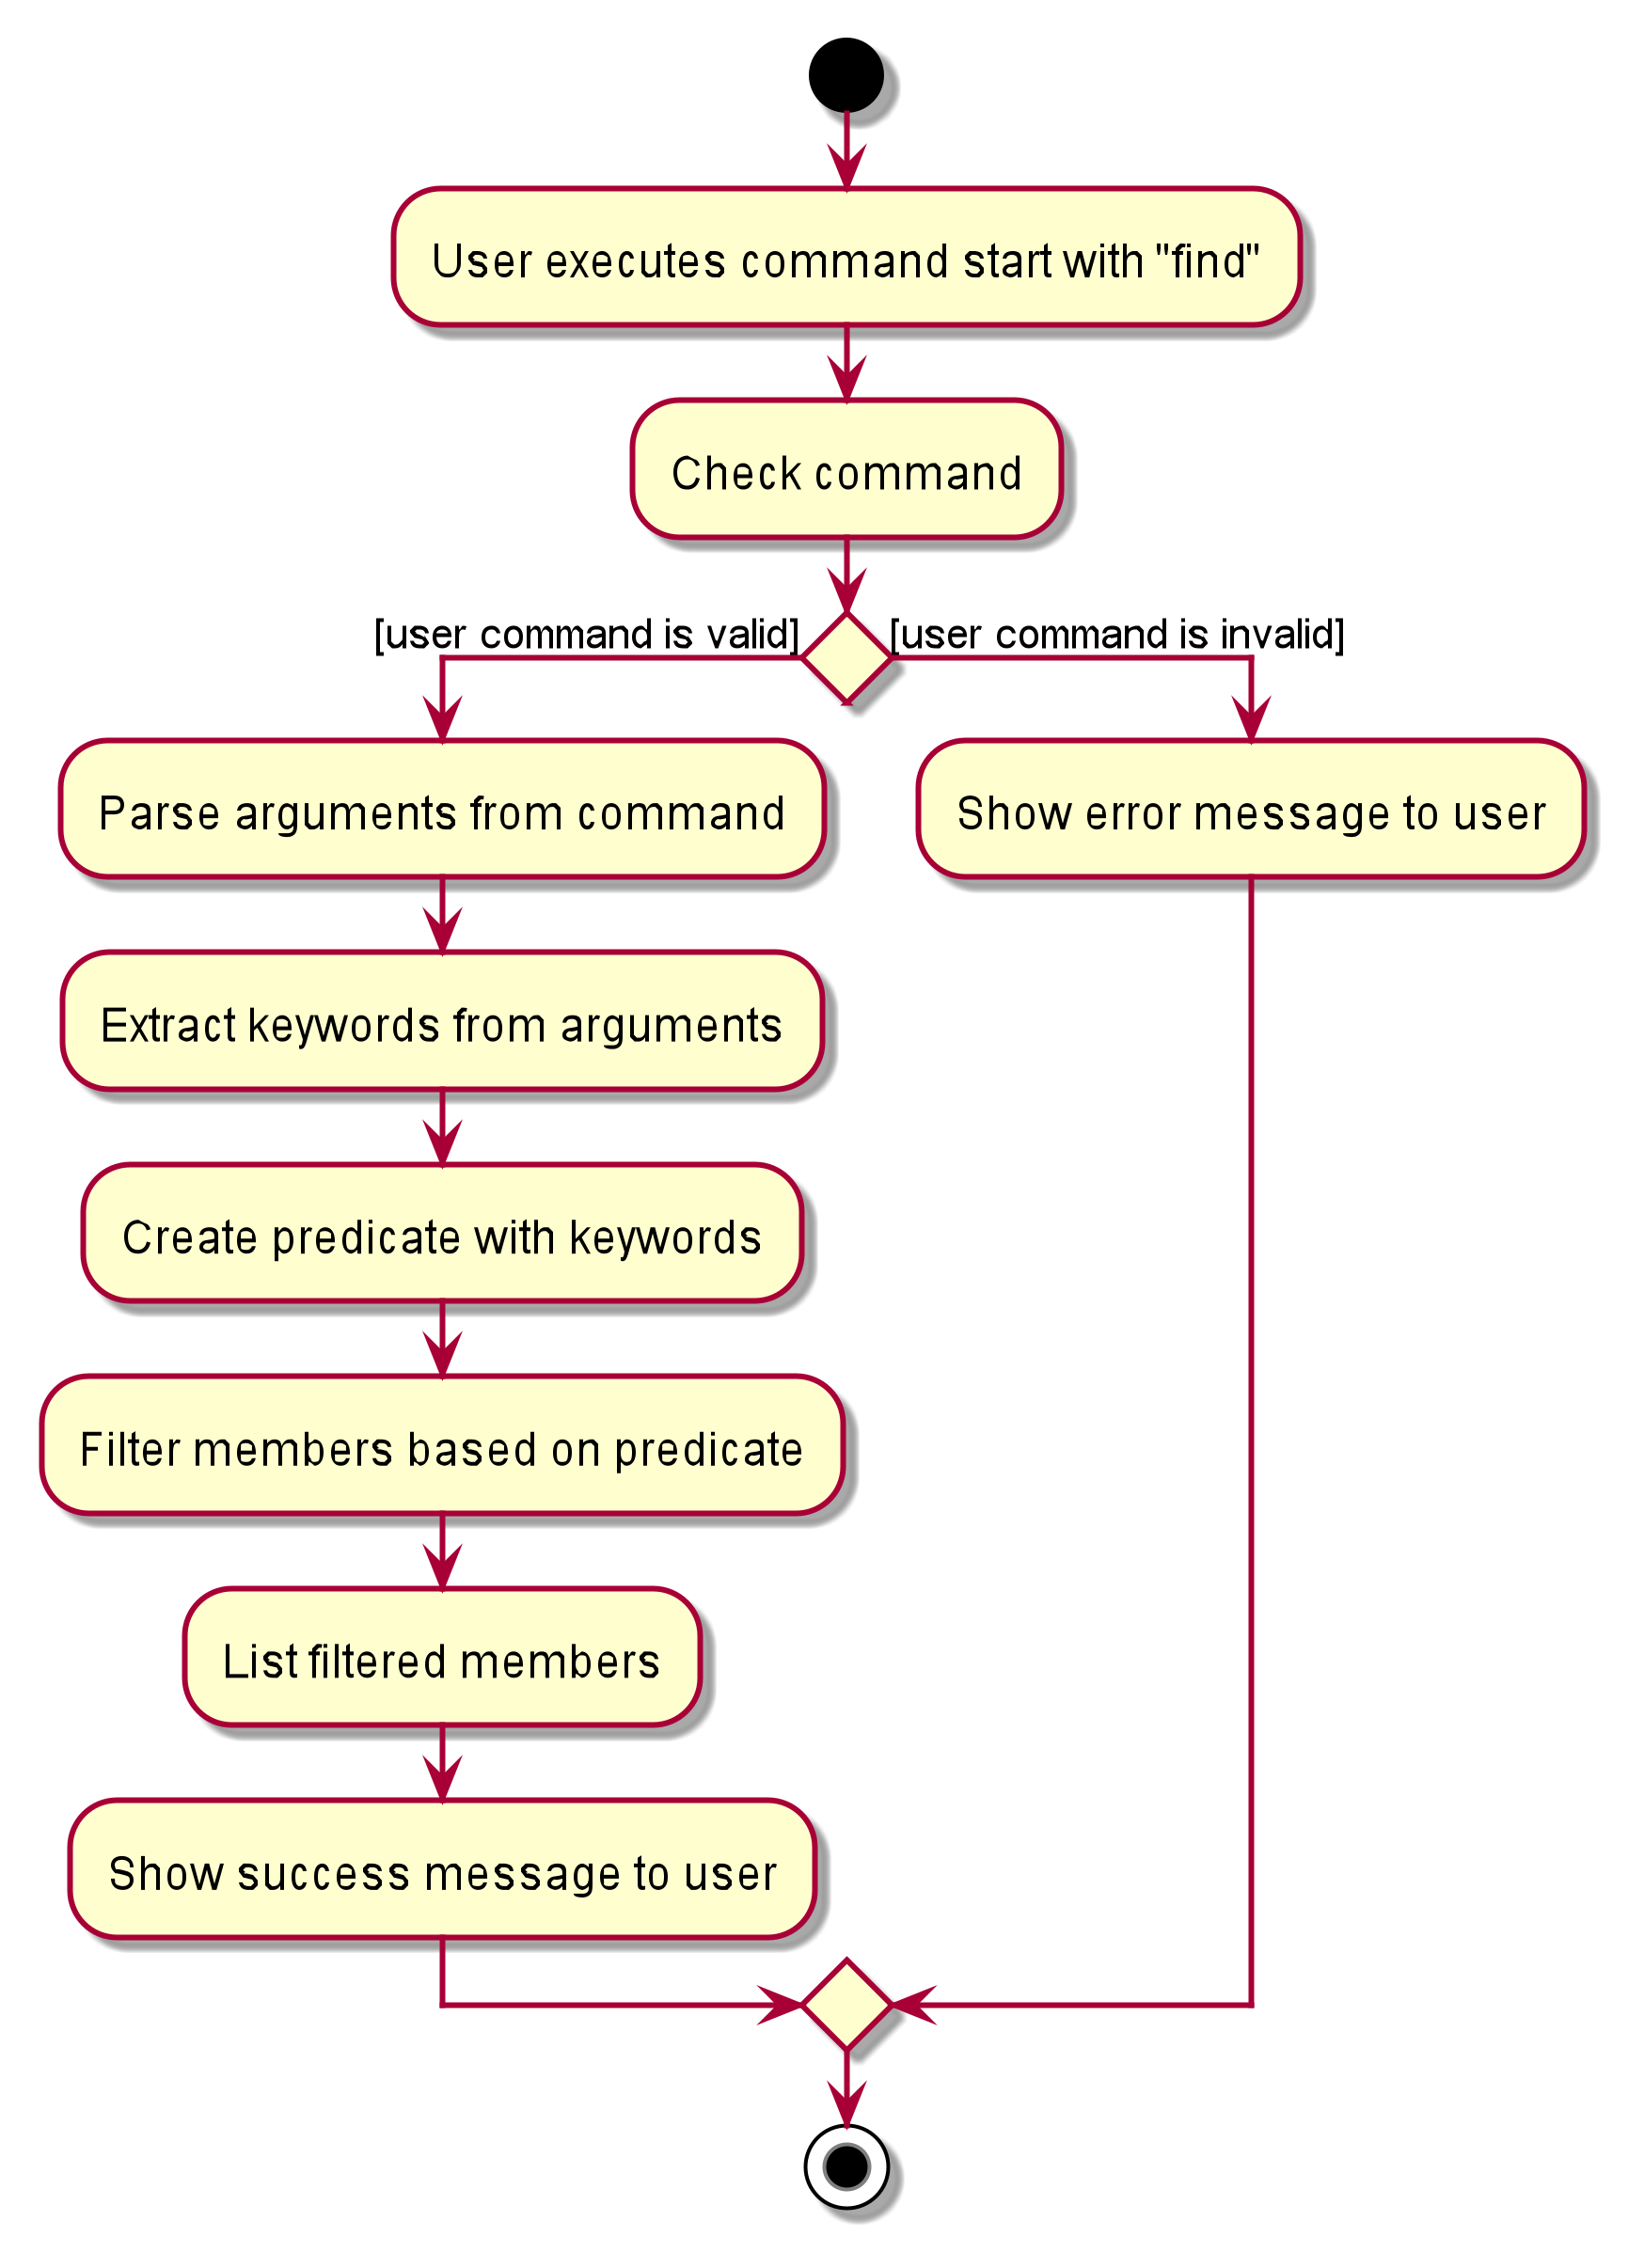 User executes command start with "find"
Check command
[user command is valid]
[user command is invalid]
Parse arguments from command
Show error message to user
Extract keywords from arguments
Create predicate with keywords
Filter members based on predicate
List filtered members
Show success message to user